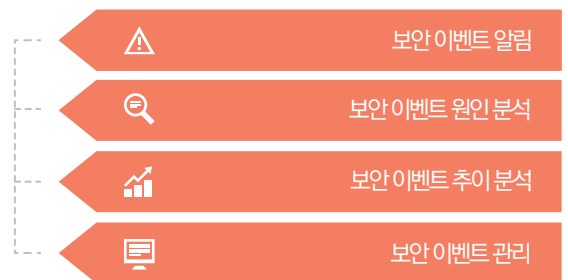 보안 이벤트 알림
보안 이벤트 원인 분석
보안 이벤트 추이 분석
보안 이벤트 관리